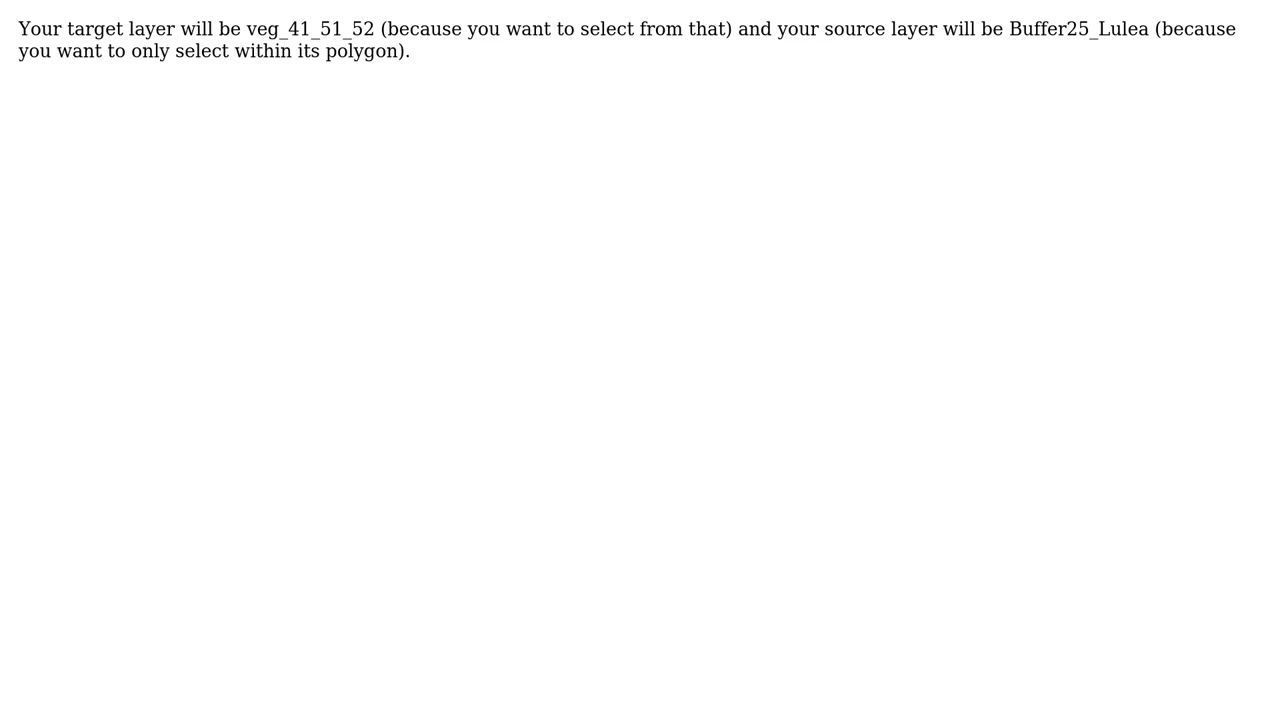 Your target layer will be veg_41_51_52 (because you want to select from that) and your source layer will be Buffer25_Lulea (because
you want to only select within its polygon).